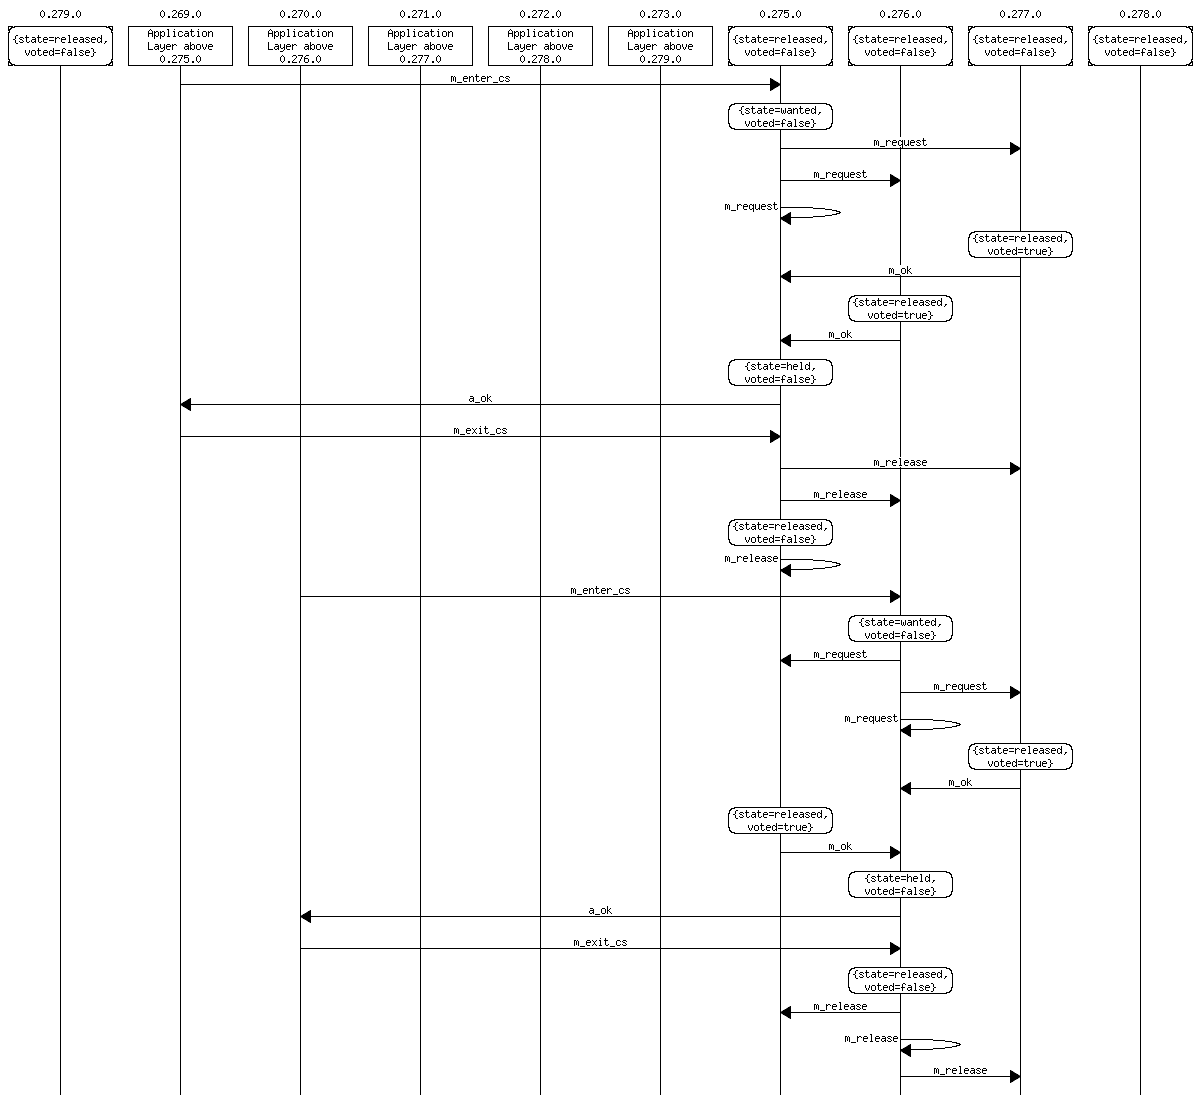 0.279.0 0.269.0 0.270.0 0.271.0 0.272.0 0.273.0 0.275.0 0.276.0 0.277.0 0.278.0
{state=released,
voted=false}
Application
Layer above
0.275.0
Application
Layer above
0.276.0
Application
Layer above
0.277.0
Application
Layer above
0.278.0
Application
Layer above
0.279.0
{state=released,
voted=false}
{state=released,
voted=false}
{state=released,
voted=false}
{state=released,
voted=false}
m_enter_cs
{state=wanted,
voted=false}
m_request
m_request
m_request
{state=released,
voted=true}
m_ok
{state=released,
voted=true}
m_ok
{state=held,
voted=false}
a_ok
m_exit_cs
m_release
m_release
{state=released,
voted=false}
m_release
m_enter_cs
{state=wanted,
voted=false}
m_request
m_request
m_request
{state=released,
voted=true}
m_ok
{state=released,
voted=true}
m_ok
{state=held,
voted=false}
a_ok
m_exit_cs
{state=released,
voted=false}
m_release
m_release
m_release